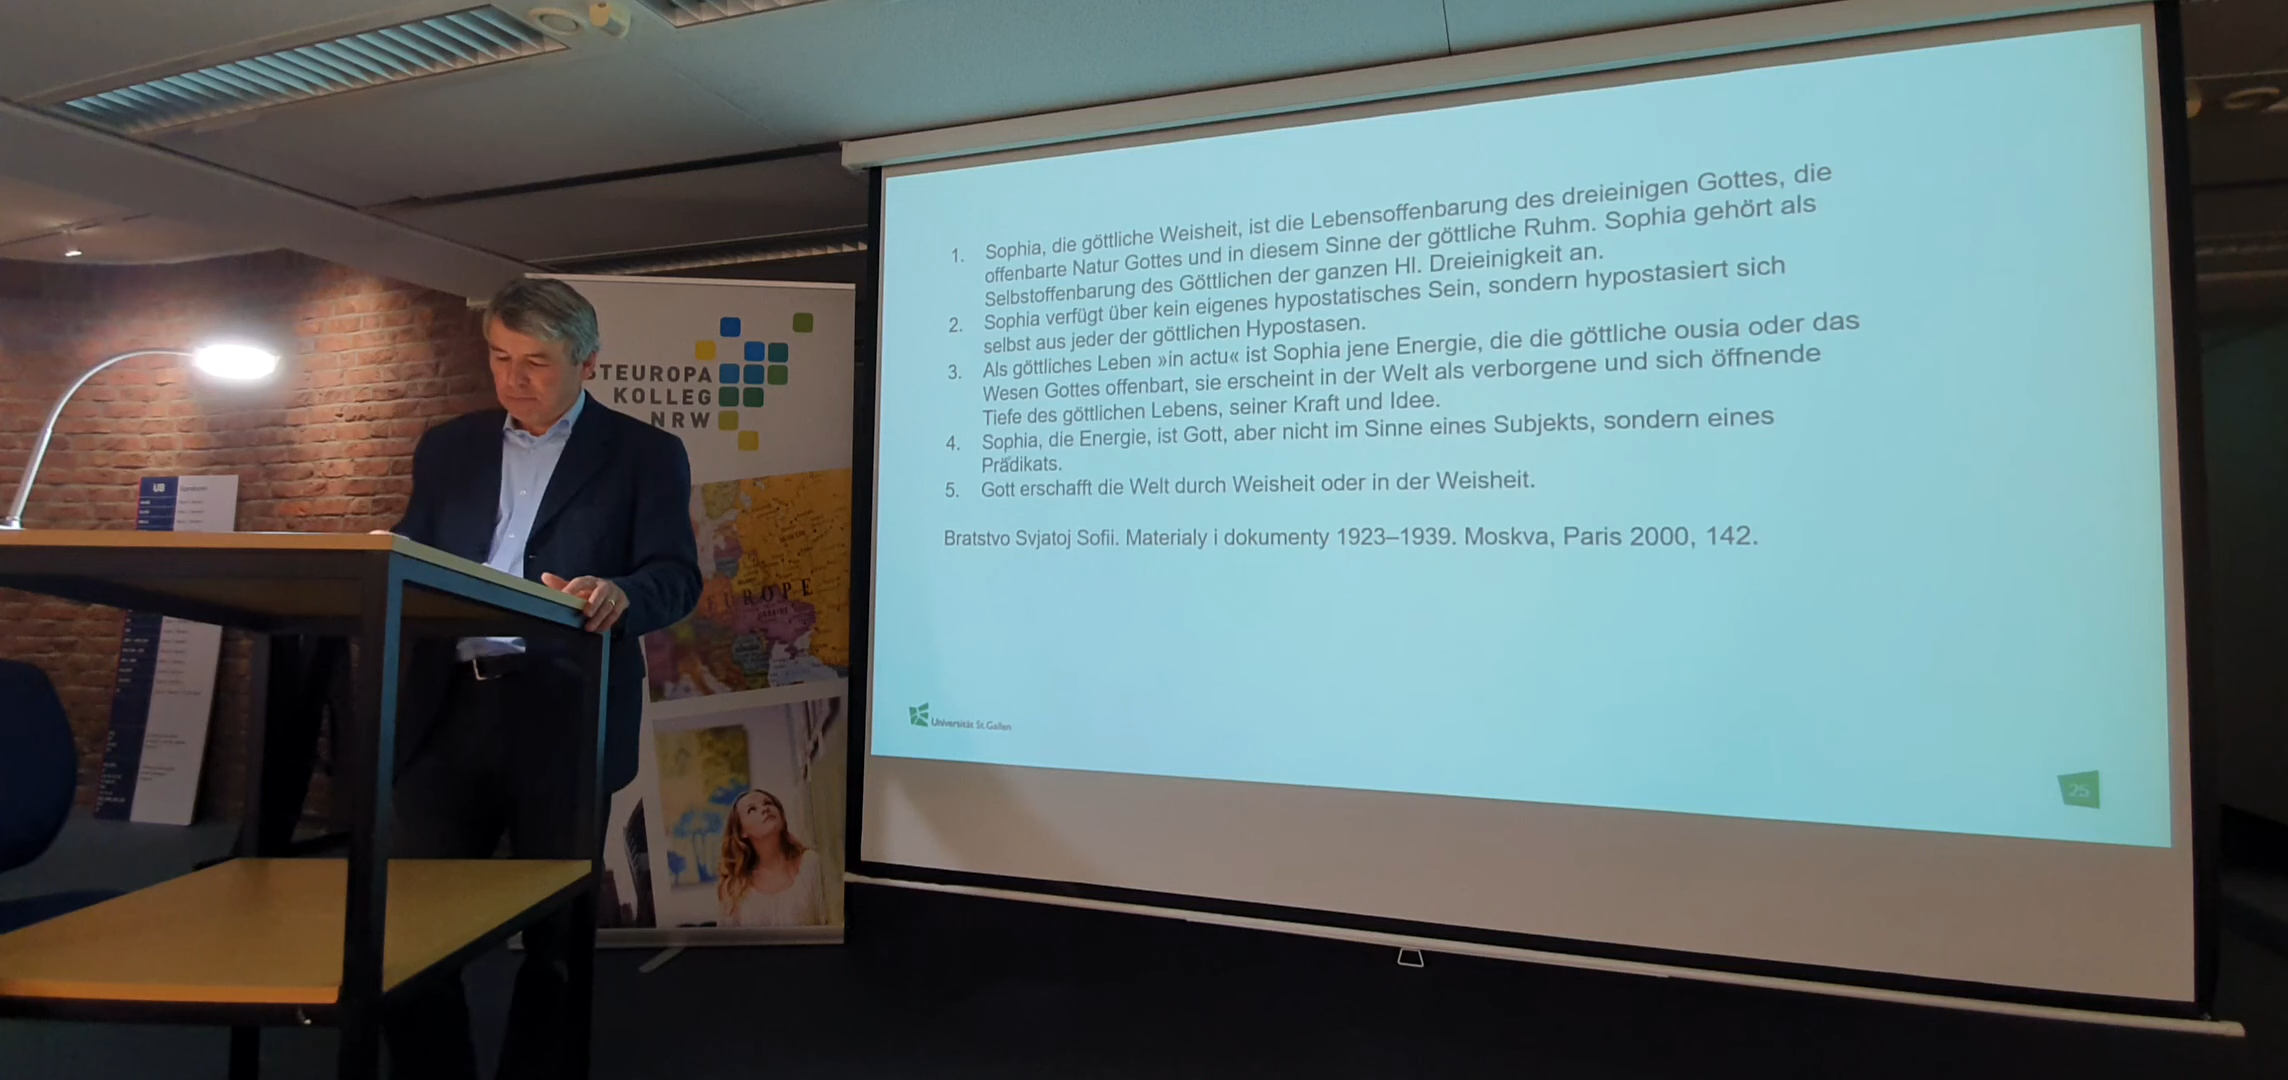 1. Sophia, die göttliche Weisheit, ist die Lebensoffenbarung des dreieinigen Gottes, die
offenbarte Natur Gottes und in diesem Sinne der göttliche Ruhm. Sophia gehört als
Selbstoffenbarung des Göttlichen der ganzen Hl. Dreieinigkeit an.
2. Sophia verfügt über kein eigenes hypostatisches Sein, sondern hypostasiert sich
selbst aus jeder der göttlichen Hypostasen.
3. Als göttliches Leben »in actu« ist Sophia jene Energie, die die göttliche ousia oder das
Wesen Gottes offenbart, sie erscheint in der Welt als verborgene und sich öffnende
Tiefe des göttlichen Lebens, seiner Kraft und Idee.
4. Sophia, die Energie, ist Gott, aber nicht im Sinne eines Subjekts, sondern eines
Prädikats.
5. Gott erschafft die Welt durch Weisheit oder in der Weisheit.
Bratstvo Svjatoj Sofii. Materialy i dokumenty 1923–1939. Moskva, Paris 2000, 142.
Universität St.Gallen
25
STEUROPA
KOLLEG
NRW
EUROPE
UKRAINE
UB